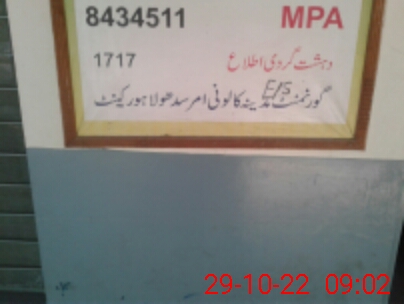 8434511 MPA
1717 دہشت گردی اطلاع
گورنمنٹ E/S مدینہ کالونی امر سدھو لاہور کینٹ
29-10-22 09:02